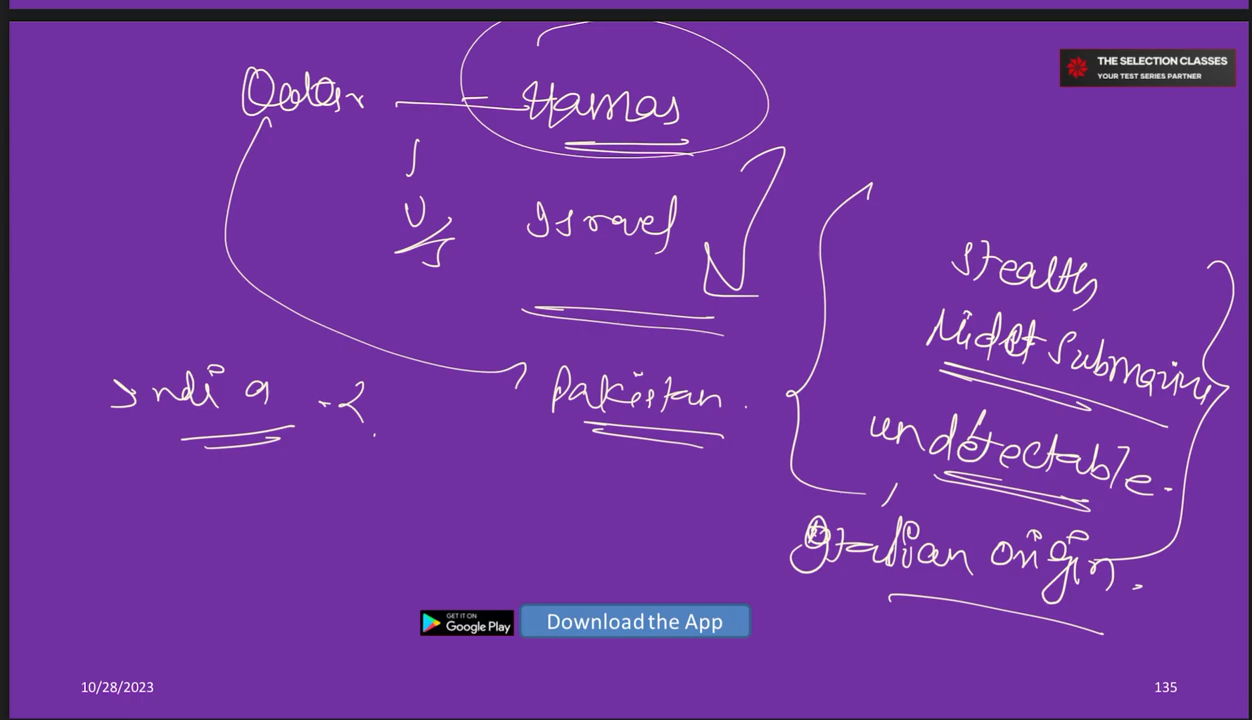 THE SELECTION CLASSES
YOUR TEST SERIES PARTNER
Qatar Hamas
Israel
Stealth
Midget Submarine
India Pakistan.
undetectable.
Italian origin.
GET IT ON
Google Play
Download the App
10/28/2023
135